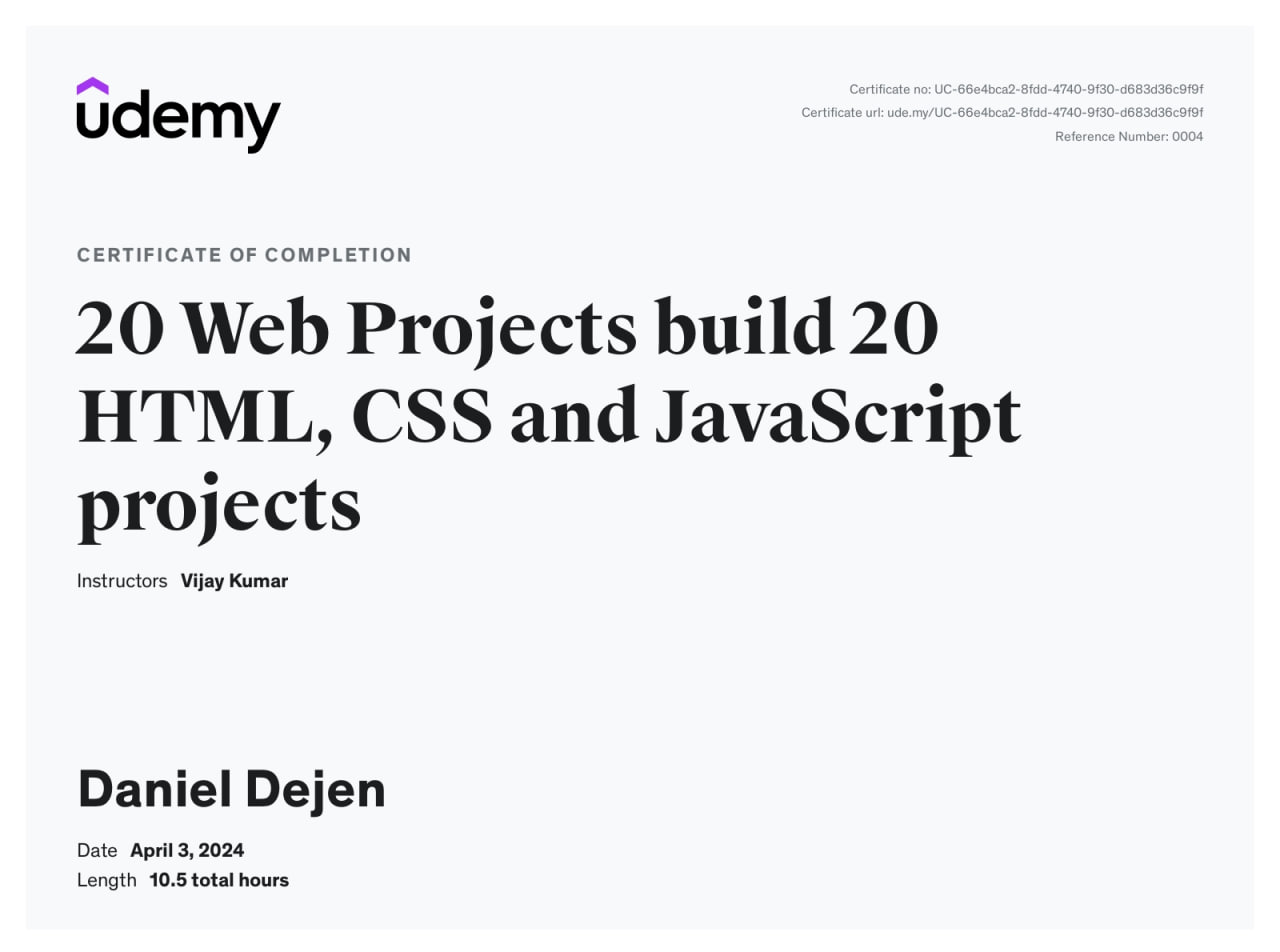 udemy
Certificate no: UC-66e4bca2-8fdd-4740-9f30-d683d36c9f9f
Certificate url: ude.my/UC-66e4bca2-8fdd-4740-9f30-d683d36c9f9f
Reference Number: 0004
CERTIFICATE OF COMPLETION
20 Web Projects build 20
HTML, CSS and JavaScript
projects
Instructors Vijay Kumar
Daniel Dejen
Date April 3, 2024
Length 10.5 total hours